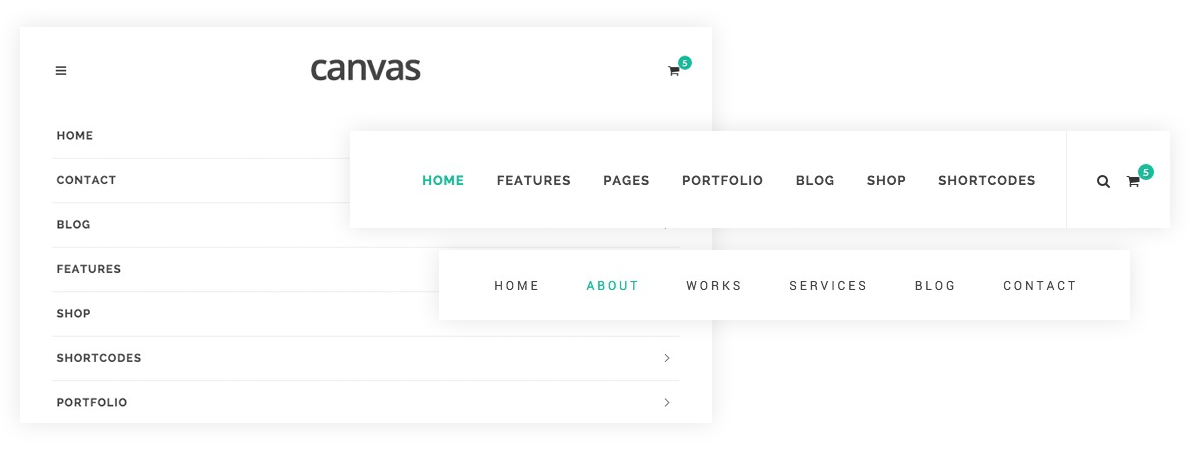 canvas
5
HOME
CONTACT
BLOG
FEATURES
SHOP
SHORTCODES
PORTFOLIO
HOME FEATURES PAGES PORTFOLIO BLOG SHOP SHORTCODES 5
HOME ABOUT WORKS SERVICES BLOG CONTACT